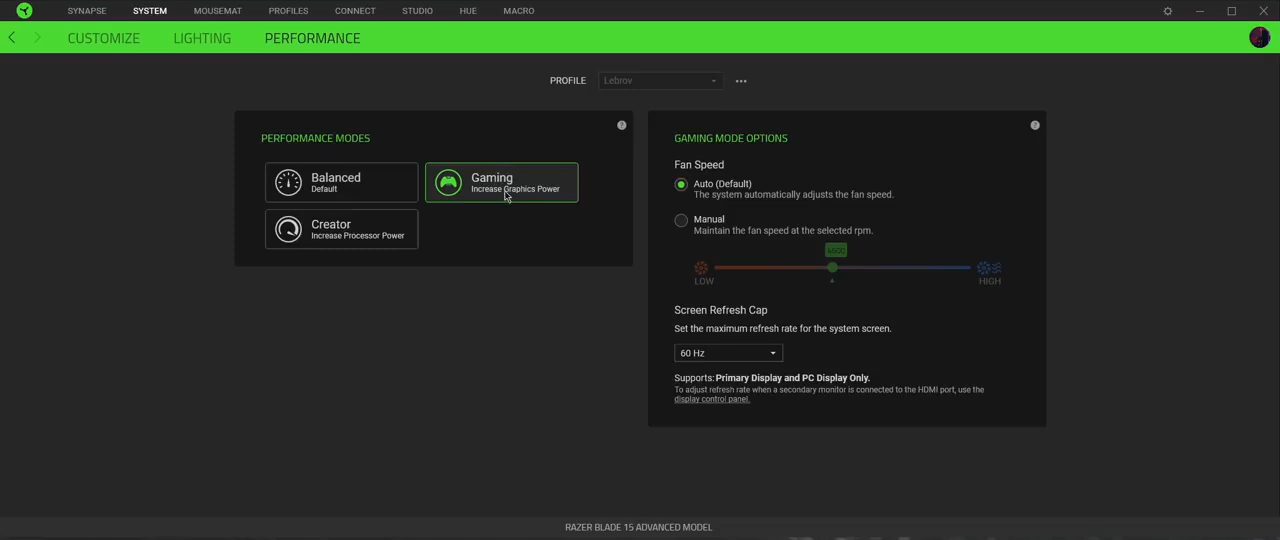 SYNAPSE SYSTEM MOUSEMAT PROFILES CONNECT STUDIO HUE MACRO
CUSTOMIZE LIGHTING PERFORMANCE
PROFILE Lebrov
PERFORMANCE MODES
Balanced
Default
Gaming
Increase Graphics Power
Creator
Increase Processor Power
GAMING MODE OPTIONS
Fan Speed
Auto (Default)
The system automatically adjusts the fan speed.
Manual
Maintain the fan speed at the selected rpm.
LOW HIGH
Screen Refresh Cap
Set the maximum refresh rate for the system screen.
60 Hz
Supports: Primary Display and PC Display Only.
To adjust refresh rate when a secondary monitor is connected to the HDMI port, use the
display control panel.
RAZER BLADE 15 ADVANCED MODEL